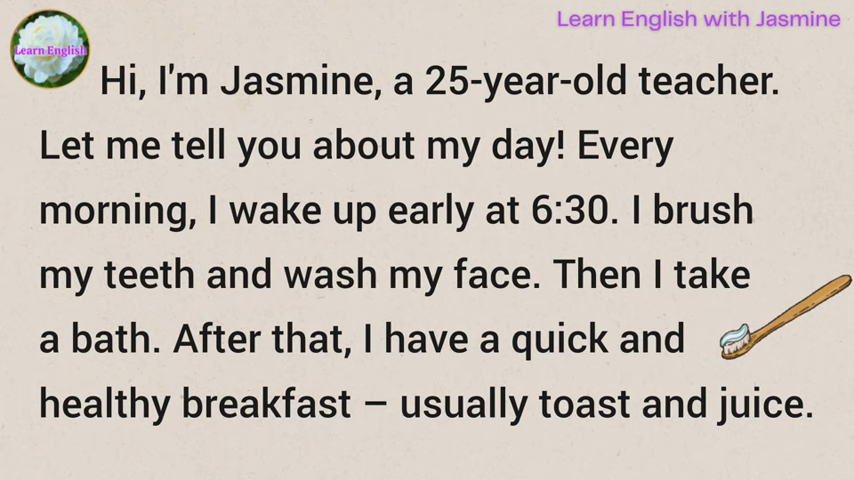 Learn English with Jasmine
Learn English
Hi, I'm Jasmine, a 25-year-old teacher.
Let me tell you about my day! Every
morning, I wake up early at 6:30. I brush
my teeth and wash my face. Then I take
a bath. After that, I have a quick and
healthy breakfast – usually toast and juice.